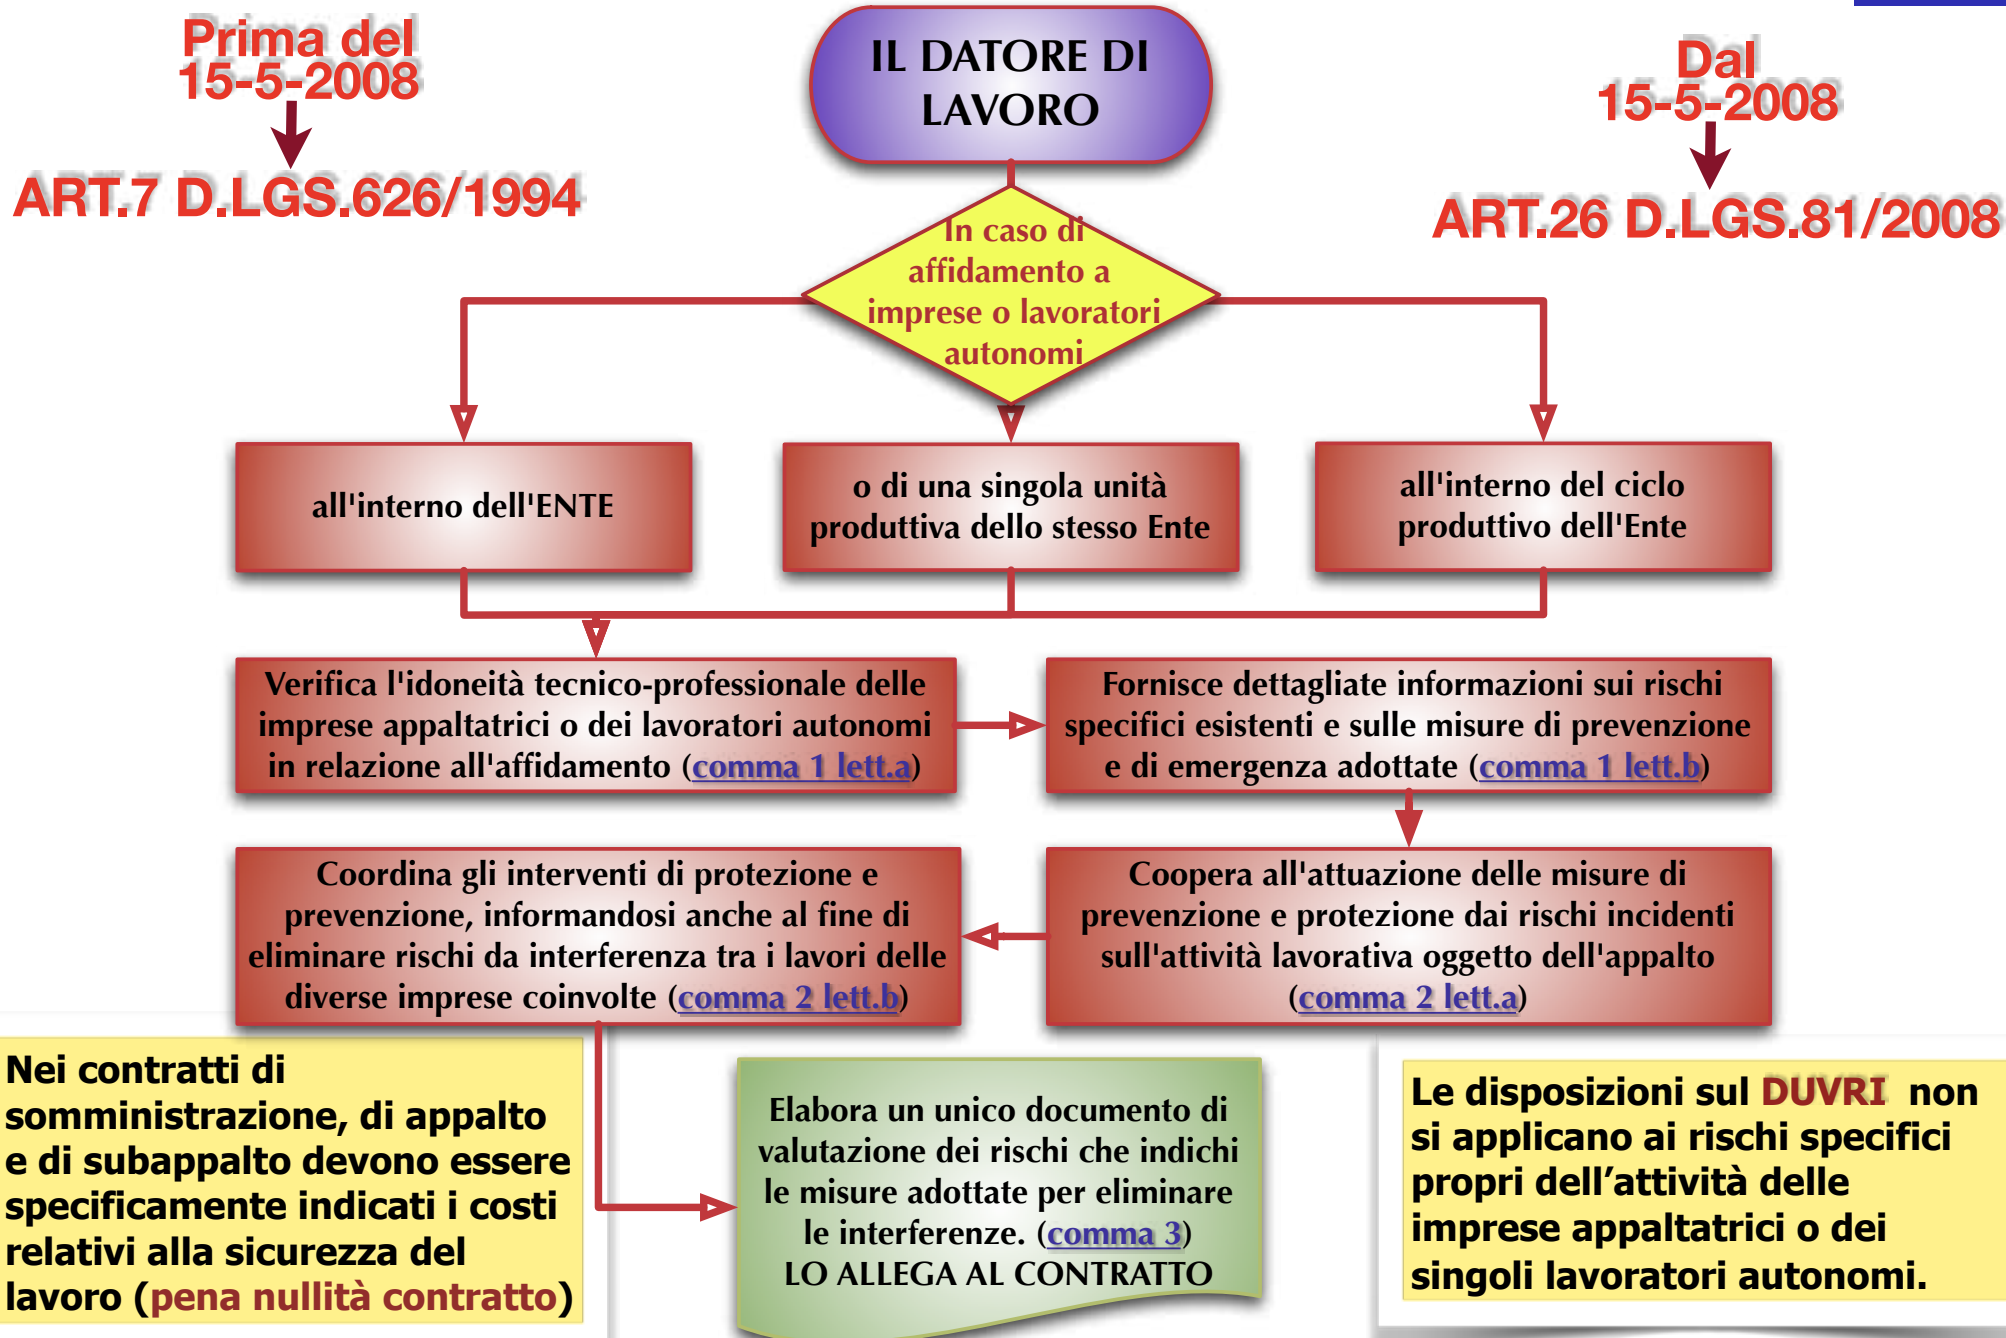 Prima del
15-5-2008
ART.7 D.LGS.626/1994
IL DATORE DI
LAVORO
Dal
15-5-2008
ART.26 D.LGS.81/2008
In caso di
affidamento a
imprese o lavoratori
autonomi
all'interno dell'ENTE
o di una singola unità
produttiva dello stesso Ente
all'interno del ciclo
produttivo dell'Ente
Verifica l'idoneità tecnico-professionale delle
imprese appaltatrici o dei lavoratori autonomi
in relazione all'affidamento (comma 1 lett.a)
Fornisce dettagliate informazioni sui rischi
specifici esistenti e sulle misure di prevenzione
e di emergenza adottate (comma 1 lett.b)
Coopera all'attuazione delle misure di
prevenzione e protezione dai rischi incidenti
sull'attività lavorativa oggetto dell'appalto
(comma 2 lett.a)
Coordina gli interventi di protezione e
prevenzione, informandosi anche al fine di
eliminare rischi da interferenza tra i lavori delle
diverse imprese coinvolte (comma 2 lett.b)
Nei contratti di
somministrazione, di appalto
e di subappalto devono essere
specificamente indicati i costi
relativi alla sicurezza del
lavoro (pena nullità contratto)
Elabora un unico documento di
valutazione dei rischi che indichi
le misure adottate per eliminare
le interferenze. (comma 3)
LO ALLEGA AL CONTRATTO
Le disposizioni sul DUVRI non
si applicano ai rischi specifici
propri dell’attività delle
imprese appaltatrici o dei
singoli lavoratori autonomi.